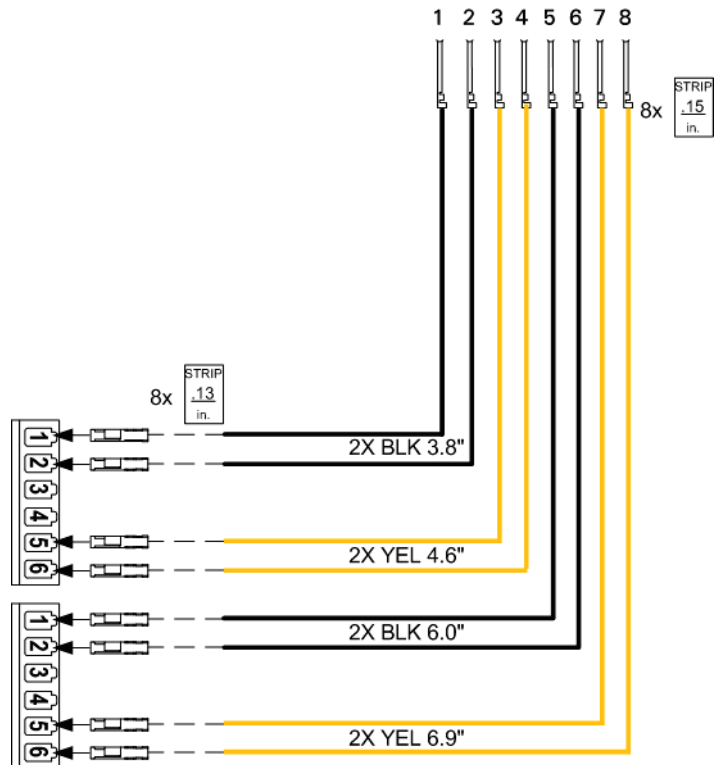 1 2 3 4 5 6 7 8
8x
STRIP
.15
in.
8x
STRIP
.13
in.
1
2X BLK 3.8"
2
3
4
5
2X YEL 4.6"
6
1
2X BLK 6.0"
2
3
4
5
2X YEL 6.9"
6